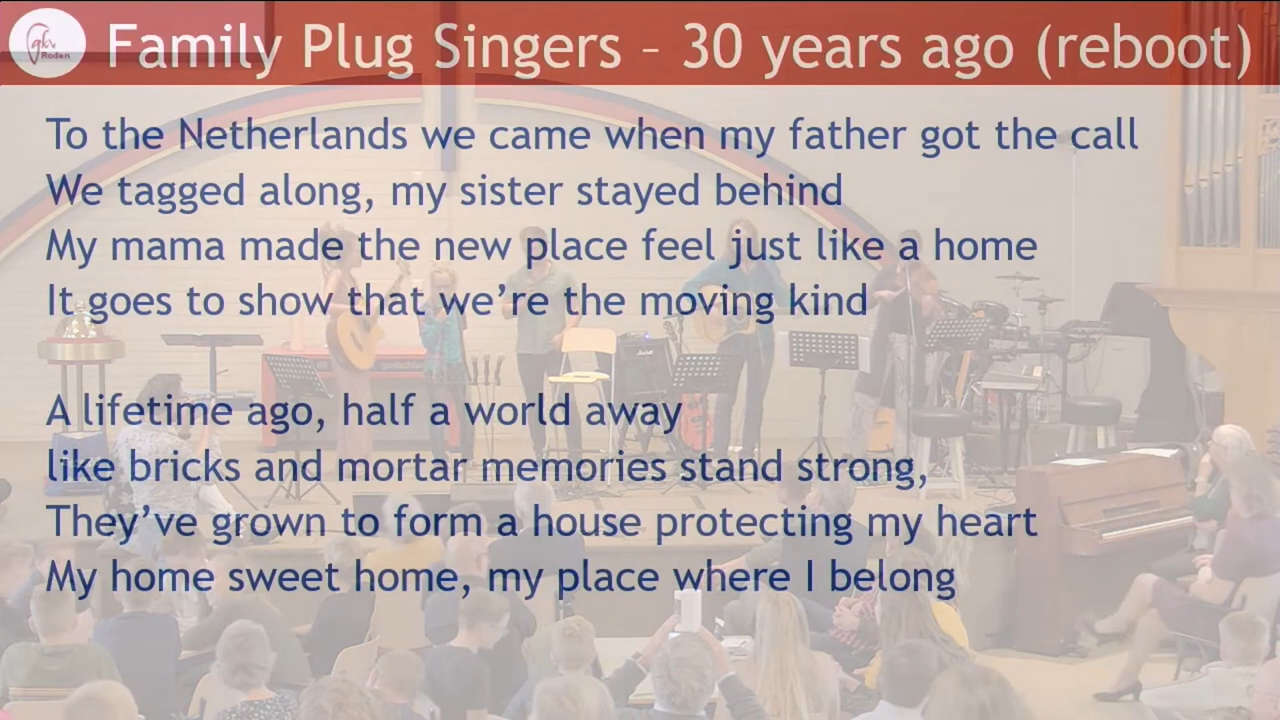 gkv
Roden
Family Plug Singers – 30 years ago (reboot)
To the Netherlands we came when my father got the call
We tagged along, my sister stayed behind
My mama made the new place feel just like a home
It goes to show that we're the moving kind
A lifetime ago, half a world away
like bricks and mortar memories stand strong,
They've grown to form a house protecting my heart
My home sweet home, my place where I belong